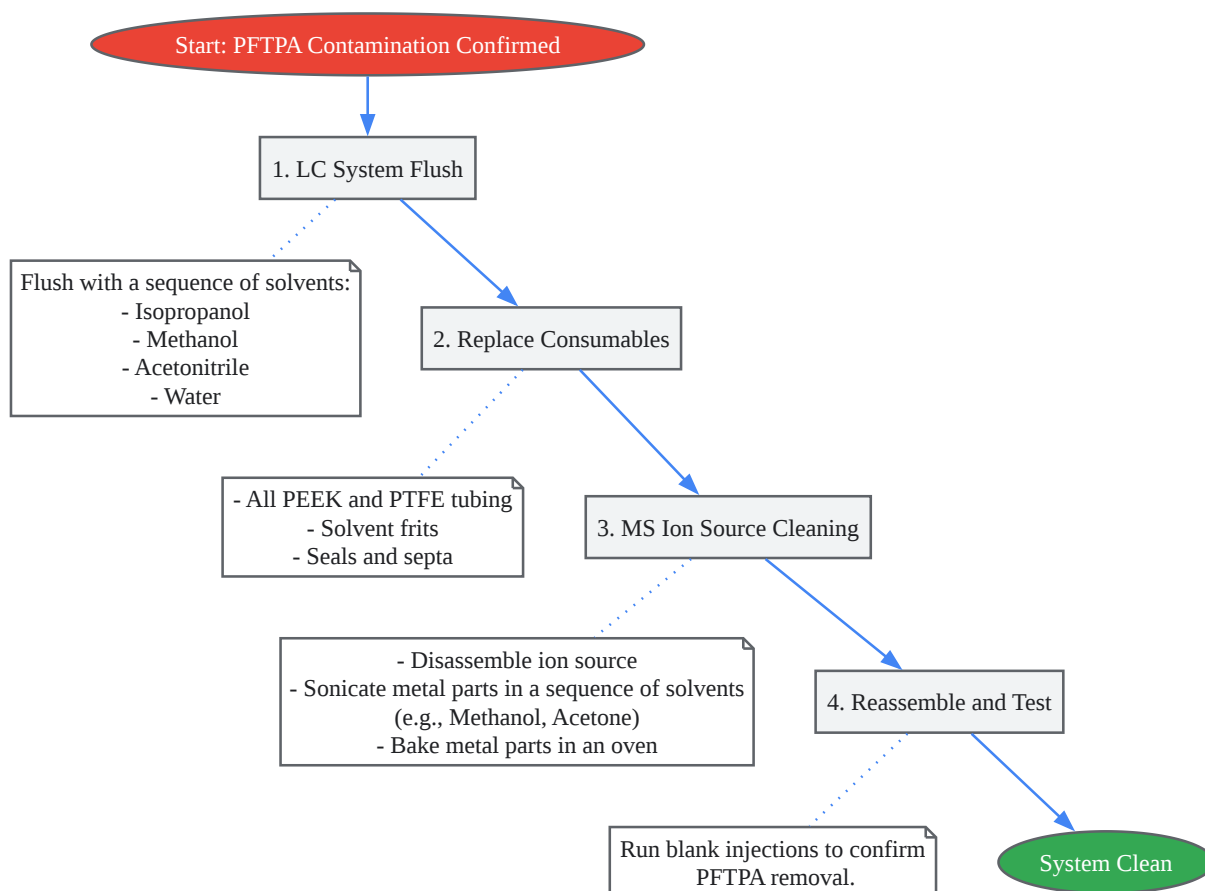 Start: PFTPA Contamination Confirmed
1. LC System Flush
Flush with a sequence of solvents:
- Isopropanol
- Methanol
- Acetonitrile
- Water
2. Replace Consumables
- All PEEK and PTFE tubing
- Solvent frits
- Seals and septa
3. MS Ion Source Cleaning
- Disassemble ion source
- Sonicate metal parts in a sequence of solvents
(e.g., Methanol, Acetone)
- Bake metal parts in an oven
4. Reassemble and Test
Run blank injections to confirm
PFTPA removal.
System Clean